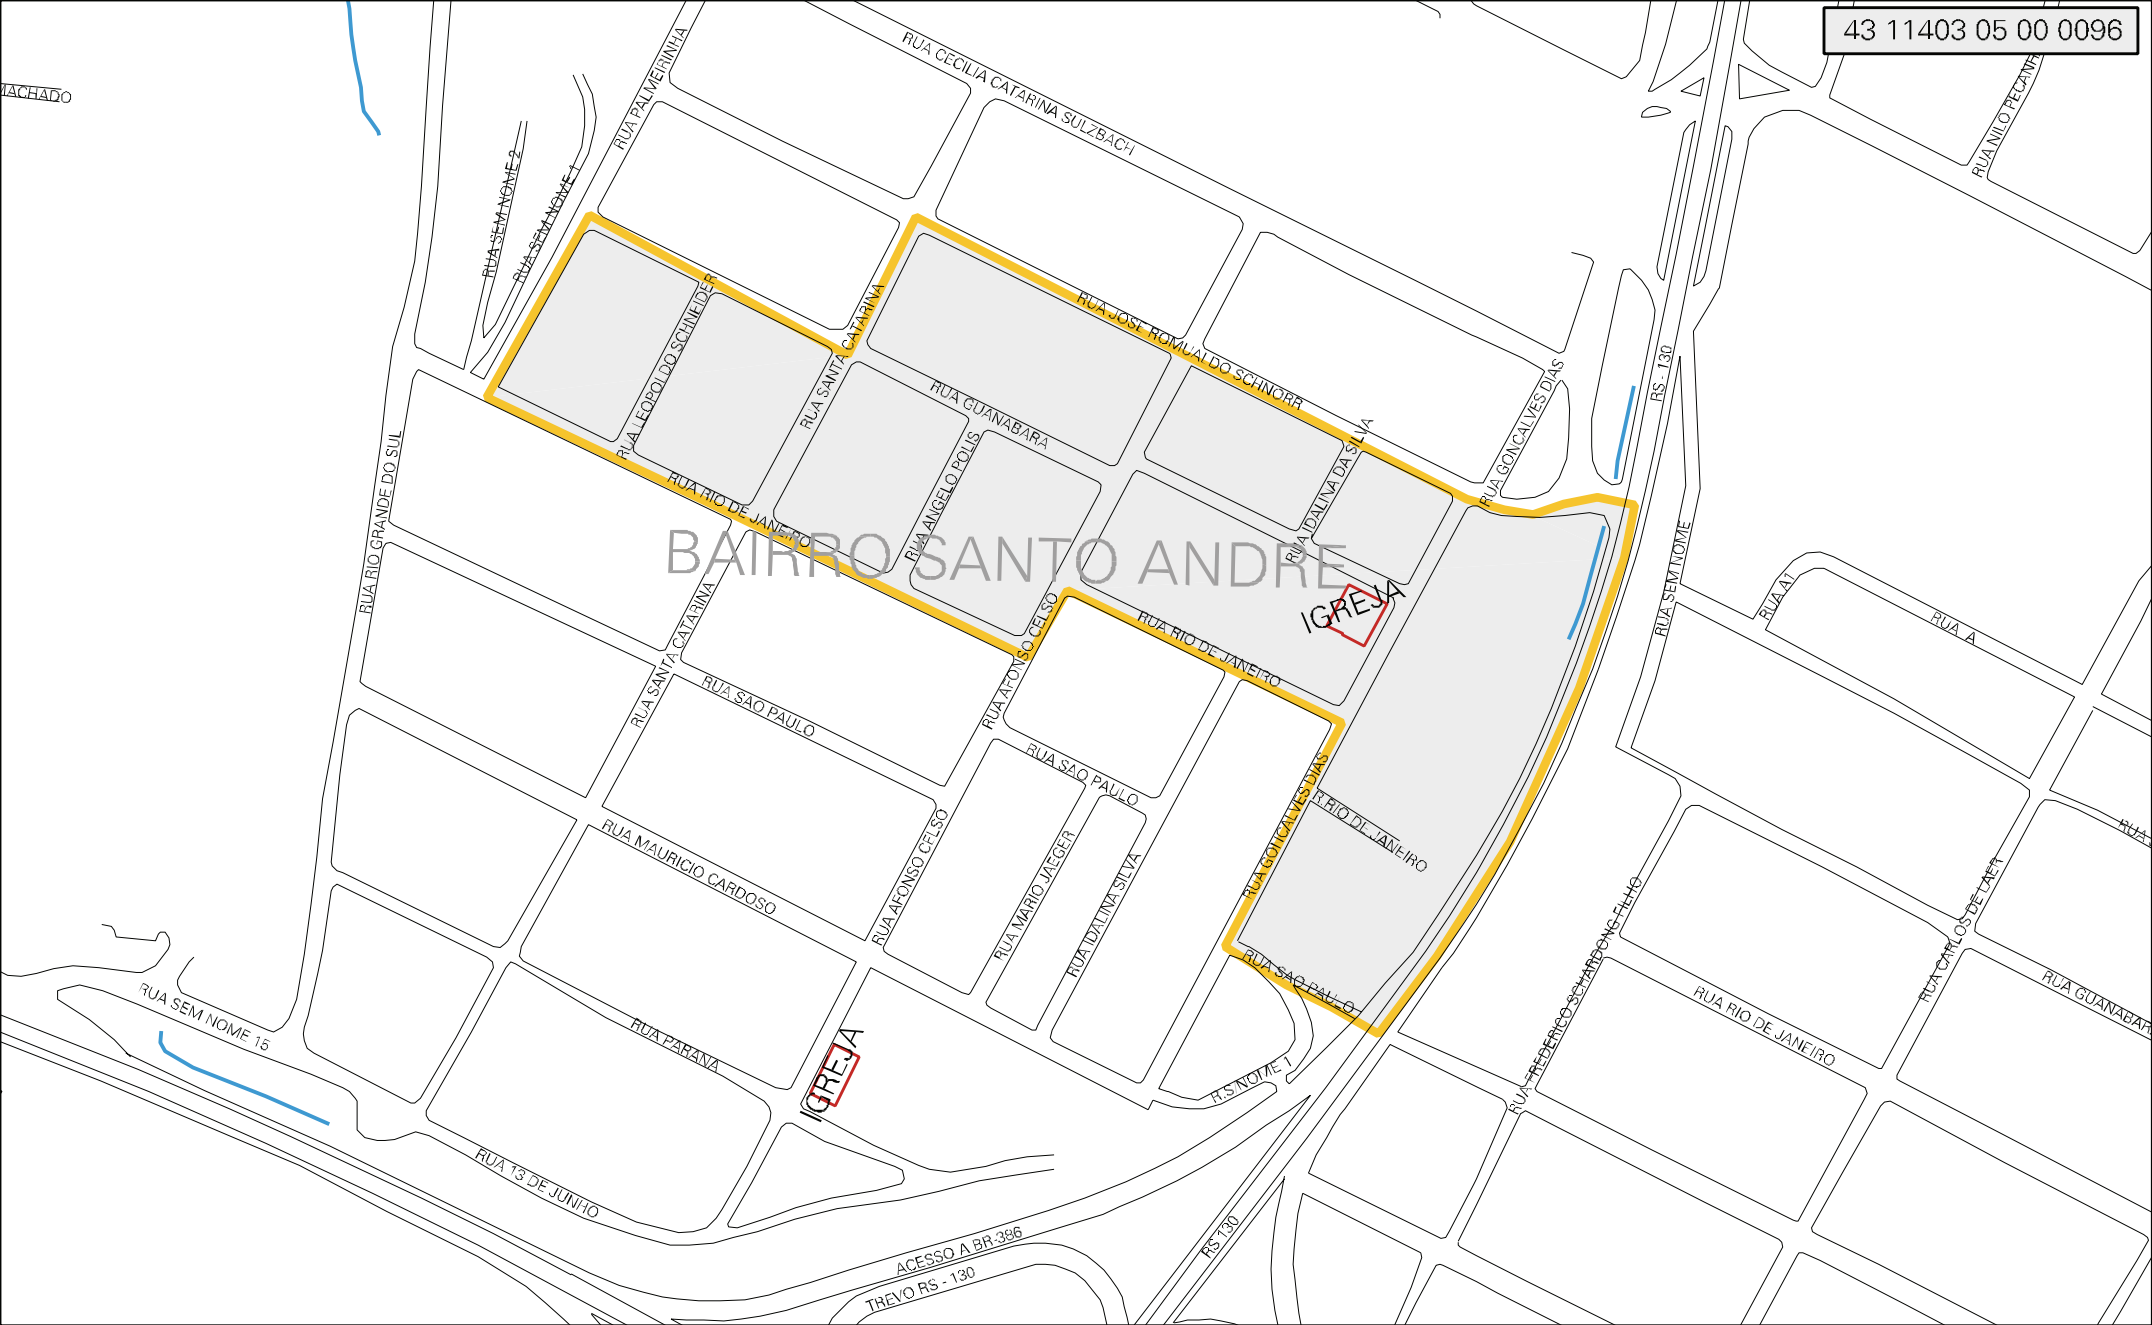 43 11403 05 00 0096
MACHADO
RUA CECILIA CATARINA SULZBACH
RUA PALMEIRINHA
RUA NILO PECANH
RUA SEM NOME 2
RUA SEM NOME 1
RUA LEOPOLDO SCHNEIDER
RUA SANTA CATARINA
RUA JOSE ROMUALDO SCHNORR
RUA GUANABARA
RUA ANGELO POLIS
RUA IDALINA DA SILVA
RUA GONCALVES DIAS
RS - 130
RUA RIO GRANDE DO SUL
RUA RIO DE JANEIRO
BAIRRO SANTO ANDRE
RUA SEM NOME
RUA A1
RUA A
IGREJA
RUA SANTA CATARINA
RUA AFONSO CELSO
RUA RIO DE JANEIRO
RUA SAO PAULO
RUA SAO PAULO
RUA GONCALVES DIAS
R.RIO DE JANEIRO
RUA MAURICIO CARDOSO
RUA AFONSO CELSO
RUA MARIO JAEGER
RUA IDALINA SILVA
RUA FREDERICO SCHARDONG FILHO
RUA CARLOS DE LAER
RUA
RUA SAO PAULO
RUA RIO DE JANEIRO
RUA GUANABAR
RUA SEM NOME 15
RUA PARANA
IGREJA
R.S NOME 1
RUA 13 DE JUNHO
ACESSO A BR-386
TREVO RS - 130
RS 130